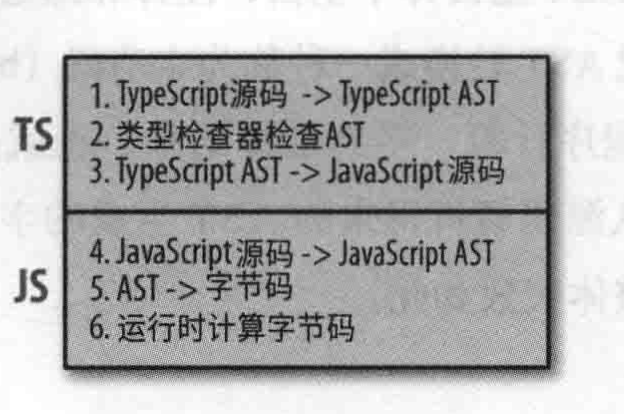 TS
1. TypeScript源码 -> TypeScript AST
2. 类型检查器检查AST
3. TypeScript AST -> JavaScript源码
JS
4. JavaScript源码 -> JavaScript AST
5. AST -> 字节码
6. 运行时计算字节码